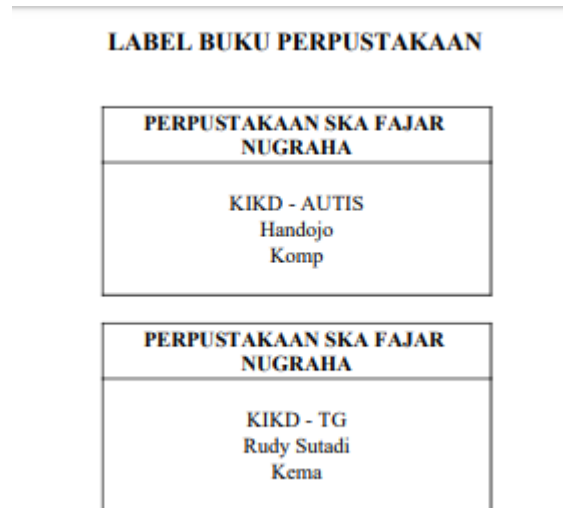 LABEL BUKU PERPUSTAKAAN
PERPUSTAKAAN SKA FAJAR
NUGRAHA
KIKD - AUTIS
Handojo
Komp
PERPUSTAKAAN SKA FAJAR
NUGRAHA
KIKD - TG
Rudy Sutadi
Kema